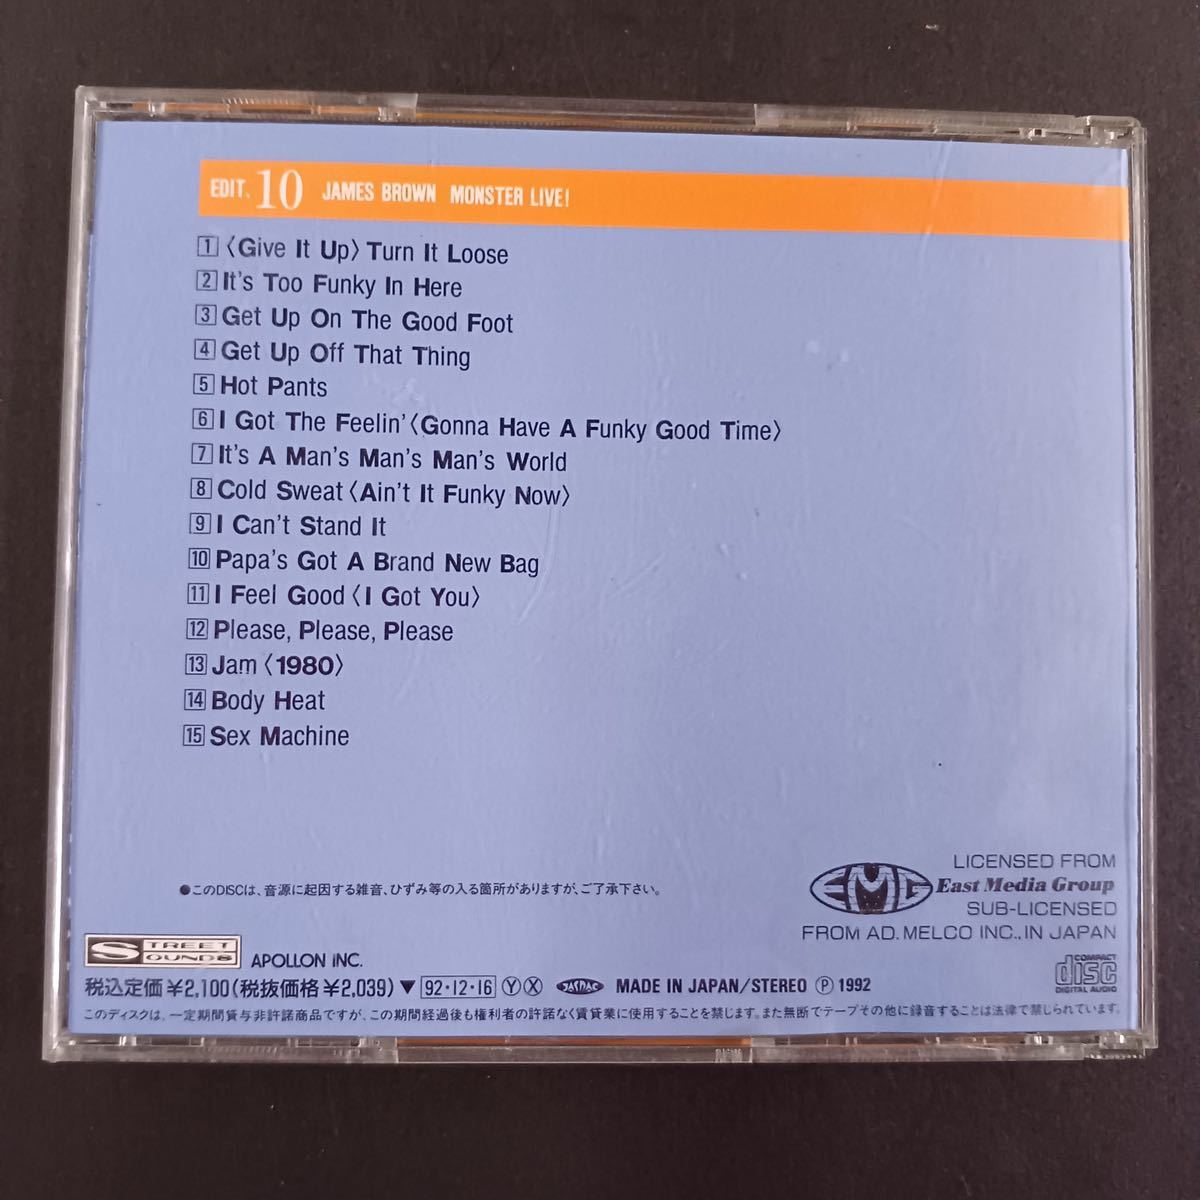 EDIT. 10 JAMES BROWN MONSTER LIVE!
1 〈Give It Up〉 Turn It Loose
2 It's Too Funky In Here
3 Get Up On The Good Foot
4 Get Up Off That Thing
5 Hot Pants
6 I Got The Feelin'〈Gonna Have A Funky Good Time〉
7 It's A Man's Man's Man's World
8 Cold Sweat〈Ain't It Funky Now〉
9 I Can't Stand It
10 Papa's Got A Brand New Bag
11 I Feel Good〈I Got You〉
12 Please, Please, Please
13 Jam〈1980〉
14 Body Heat
15 Sex Machine
●このDISCは、音源に起因する雑音、ひずみ等の入る箇所がありますが、ご了承下さい。
LICENSED FROM
EMG East Media Group
SUB-LICENSED
FROM AD. MELCO INC., IN JAPAN
STREET SOUNDS APOLLON INC.
COMPACT disc DIGITAL AUDIO
税込定価¥2,100(税抜価格¥2,039)▼ 92・12・16 Ⓨ Ⓧ JASRAC MADE IN JAPAN/STEREO Ⓟ 1992
このディスクは、一定期間貸与非許諾商品ですが、この期間経過後も権利者の許諾なく賃貸業に使用することを禁じます。また無断でテープその他に録音することは法律で禁じられています。